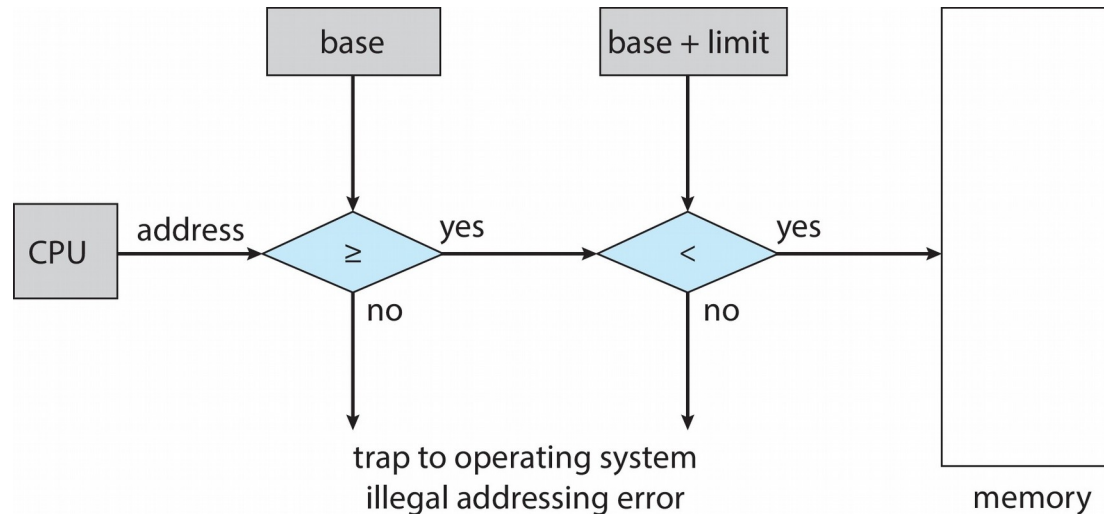 base
base + limit
CPU
address
≥
yes
<
yes
no
no
trap to operating system
illegal addressing error
memory